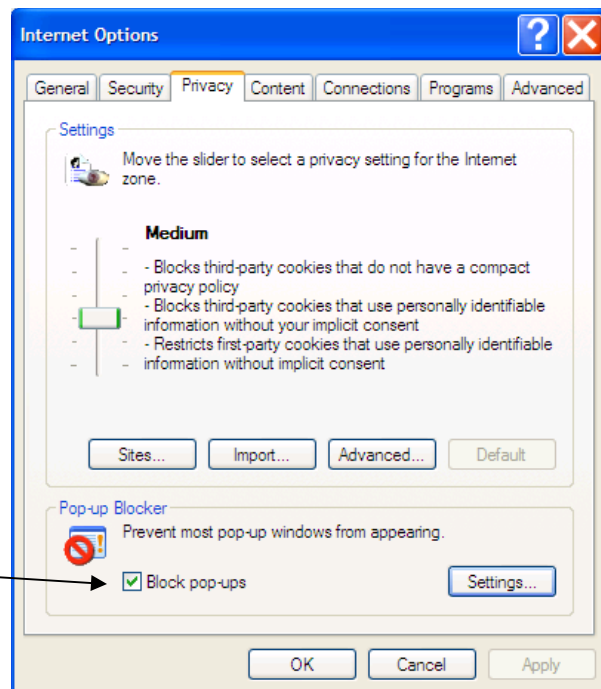 Internet Options
General Security Privacy Content Connections Programs Advanced
Settings
Move the slider to select a privacy setting for the Internet
zone.
Medium
- Blocks third-party cookies that do not have a compact
privacy policy
- Blocks third-party cookies that use personally identifiable
information without your implicit consent
- Restricts first-party cookies that use personally identifiable
information without implicit consent
Sites... Import... Advanced... Default
Pop-up Blocker
Prevent most pop-up windows from appearing.
Block pop-ups Settings...
OK Cancel Apply